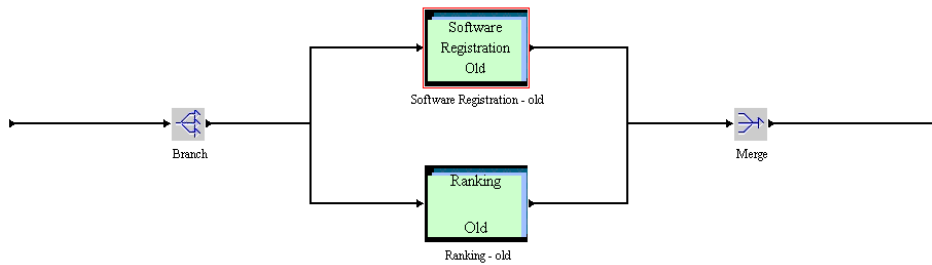 Software
Registration
Old
Software Registration - old
Branch
Merge
Ranking
Old
Ranking - old